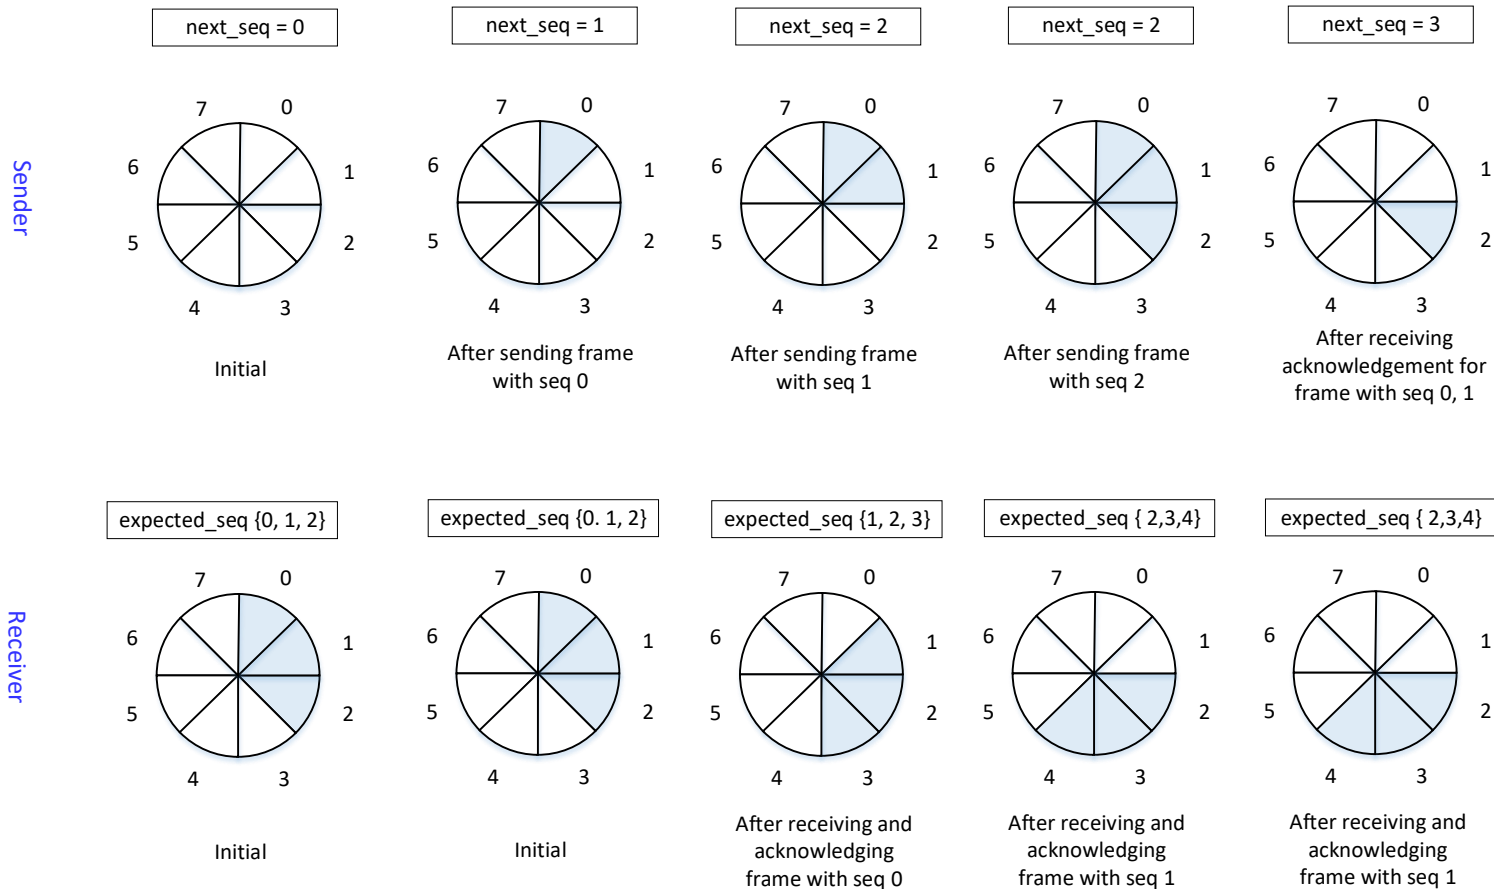 next_seq = 0
next_seq = 1
next_seq = 2
next_seq = 2
next_seq = 3
Sender
7 0
6 1
5 2
4 3
7 0
6 1
5 2
4 3
7 0
6 1
5 2
4 3
7 0
6 1
5 2
4 3
7 0
6 1
5 2
4 3
Initial
After sending frame
with seq 0
After sending frame
with seq 1
After sending frame
with seq 2
After receiving
acknowledgement for
frame with seq 0, 1
expected_seq {0, 1, 2}
expected_seq {0. 1, 2}
expected_seq {1, 2, 3}
expected_seq { 2,3,4}
expected_seq { 2,3,4}
Receiver
7 0
6 1
5 2
4 3
7 0
6 1
5 2
4 3
7 0
6 1
5 2
4 3
7 0
6 1
5 2
4 3
7 0
6 1
5 2
4 3
Initial
Initial
After receiving and
acknowledging
frame with seq 0
After receiving and
acknowledging
frame with seq 1
After receiving and
acknowledging
frame with seq 1